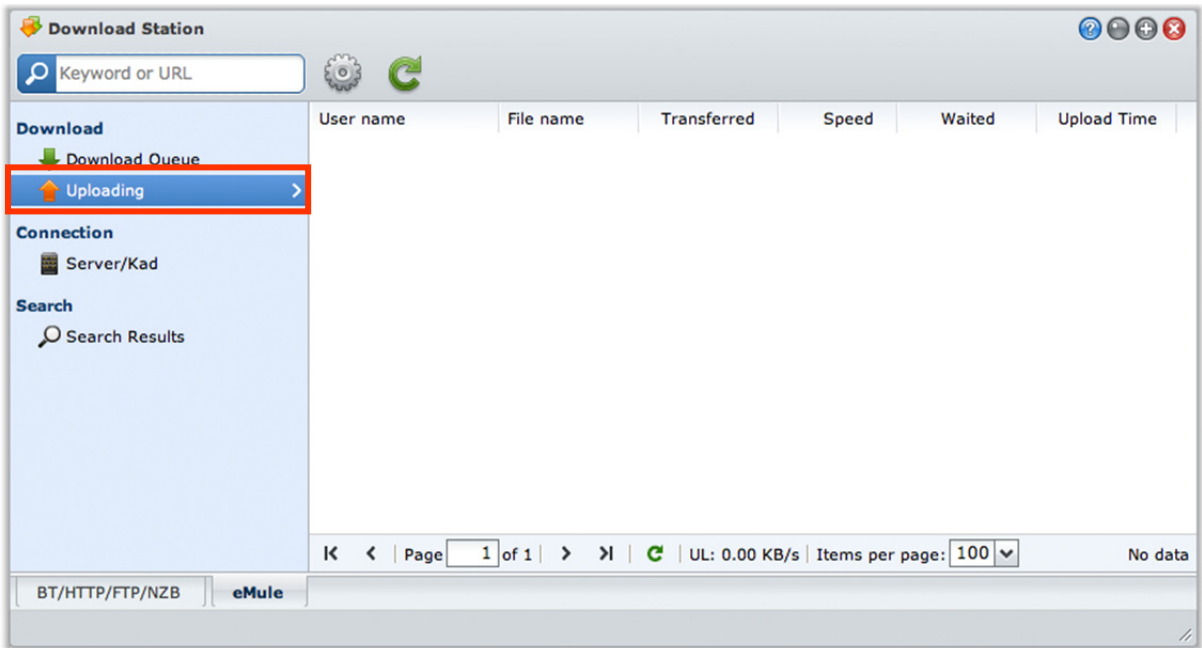 Download Station
Keyword or URL
Download
Download Queue
Uploading
Connection
Server/Kad
Search
Search Results
User name File name Transferred Speed Waited Upload Time
Page 1 of 1 UL: 0.00 KB/s Items per page: 100 No data
BT/HTTP/FTP/NZB eMule